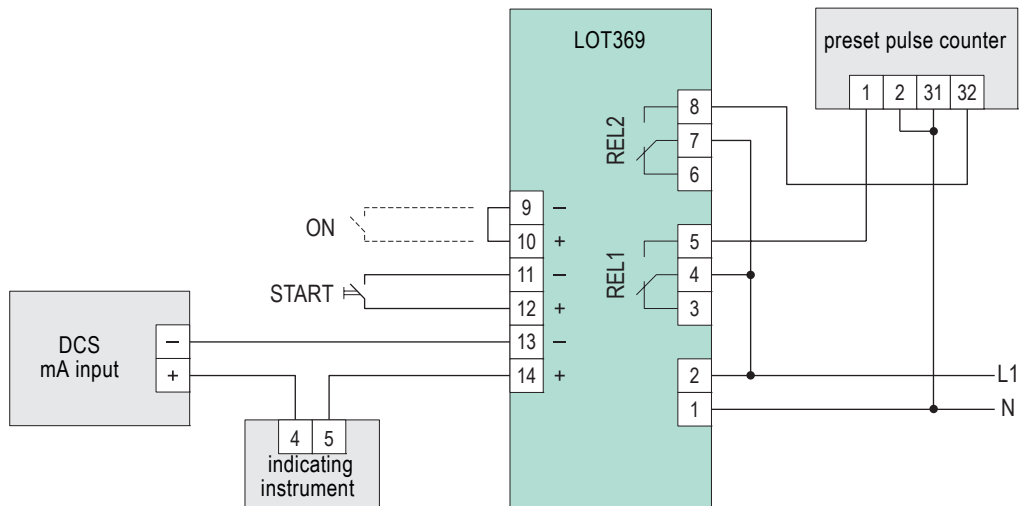 LOT369
preset pulse counter
1 2 31 32
REL2
8
7
6
ON
9 –
10 +
REL1
5
4
3
START
11 –
12 +
DCS
mA input
–
+
13 –
14 +
2
1
L1
N
4 5
indicating
instrument